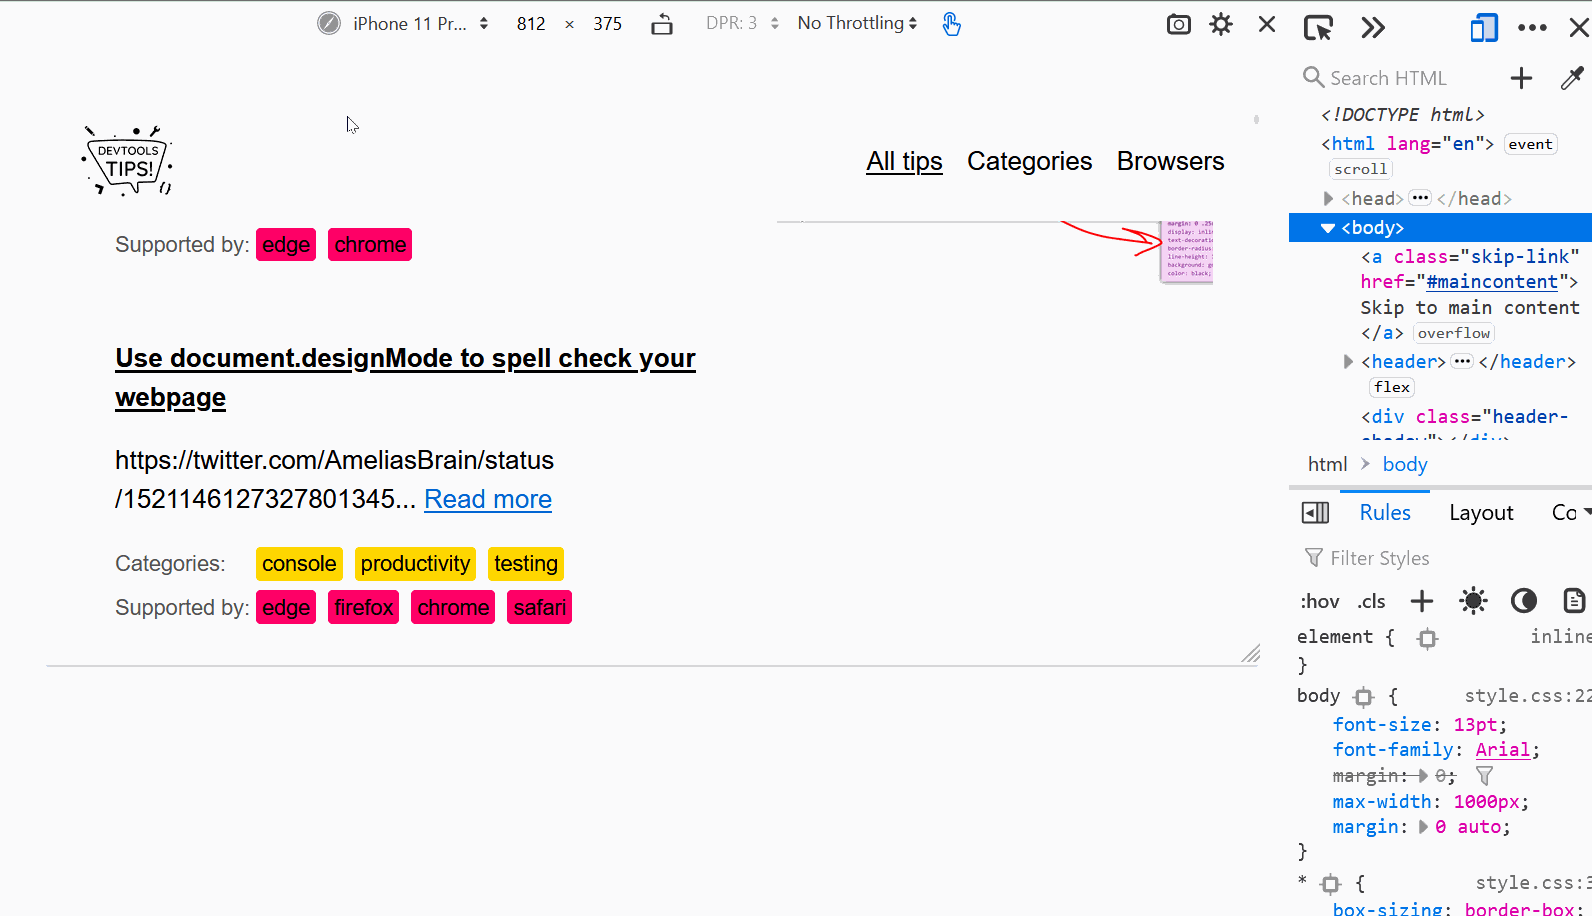 iPhone 11 Pr... 812 × 375 DPR: 3 No Throttling
DEVTOOLS
TIPS!
All tips Categories Browsers
Supported by: edge chrome
margin: 0 .25
display: inli
text-decorati
border-radius
line-height:
background:
color: black;
Use document.designMode to spell check your
webpage
https://twitter.com/AmeliasBrain/status
/1521146127327801345... Read more
Categories: console productivity testing
Supported by: edge firefox chrome safari
Search HTML
<!DOCTYPE html>
<html lang="en"> event
scroll
<head> ••• </head>
<body>
<a class="skip-link"
href="#maincontent">
Skip to main content
</a> overflow
<header> ••• </header>
flex
<div class="header-
shadow"></div>
html > body
Rules Layout Co
Filter Styles
:hov .cls
element { inline
}
body { style.css:22
font-size: 13pt;
font-family: Arial;
margin: 0;
max-width: 1000px;
margin: 0 auto;
}
* { style.css:3
box-sizing: border-box;